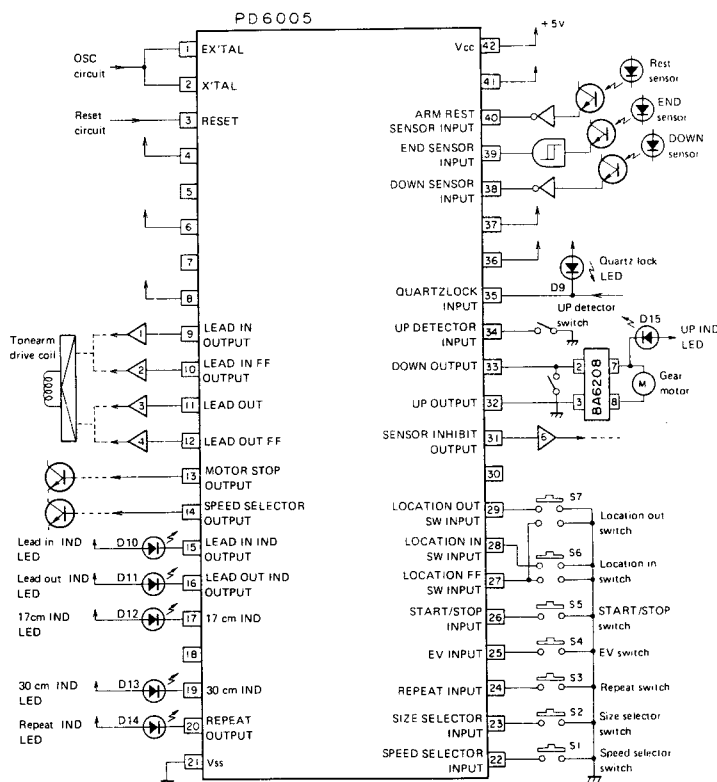 PD6005
OSC
circuit
1 EX'TAL
2 X'TAL
Reset
circuit
3 RESET
4
5
6
7
8
Tonearm
drive coil
1
9 LEAD IN
OUTPUT
2
10 LEAD IN FF
OUTPUT
3
11 LEAD OUT
4
12 LEAD OUT FF
13 MOTOR STOP
OUTPUT
14 SPEED SELECTOR
OUTPUT
Lead in IND
LED
D10
15 LEAD IN IND
OUTPUT
Lead out IND
LED
D11
16 LEAD OUT IND
OUTPUT
17cm IND
LED
D12
17 17 cm IND
18
30 cm IND
LED
D13
19 30 cm IND
Repeat IND
LED
D14
20 REPEAT
OUTPUT
21 Vss
Vcc 42
+5V
41
ARM REST
SENSOR INPUT
40
Rest
sensor
END SENSOR
INPUT
39
END
sensor
DOWN SENSOR
INPUT
38
DOWN
sensor
37
36
QUARTZLOCK
INPUT
35
D9
Quartz lock
LED
UP DETECTOR
INPUT
34
UP detector
switch
D15
UP IND
LED
DOWN OUTPUT 33
UP OUTPUT 32
2
3
BA6208
7
8
M
Gear
motor
SENSOR INHIBIT
OUTPUT
31
6
30
LOCATION OUT
SW INPUT
29
S7
Location out
switch
LOCATION IN
SW INPUT
28
S6
Location in
switch
LOCATION FF
SW INPUT
27
START/STOP
INPUT
26
S5
START/STOP
switch
EV INPUT 25
S4
EV switch
REPEAT INPUT 24
S3
Repeat switch
SIZE SELECTOR
INPUT
23
S2
Size selector
switch
SPEED SELECTOR
INPUT
22
S1
Speed selector
switch